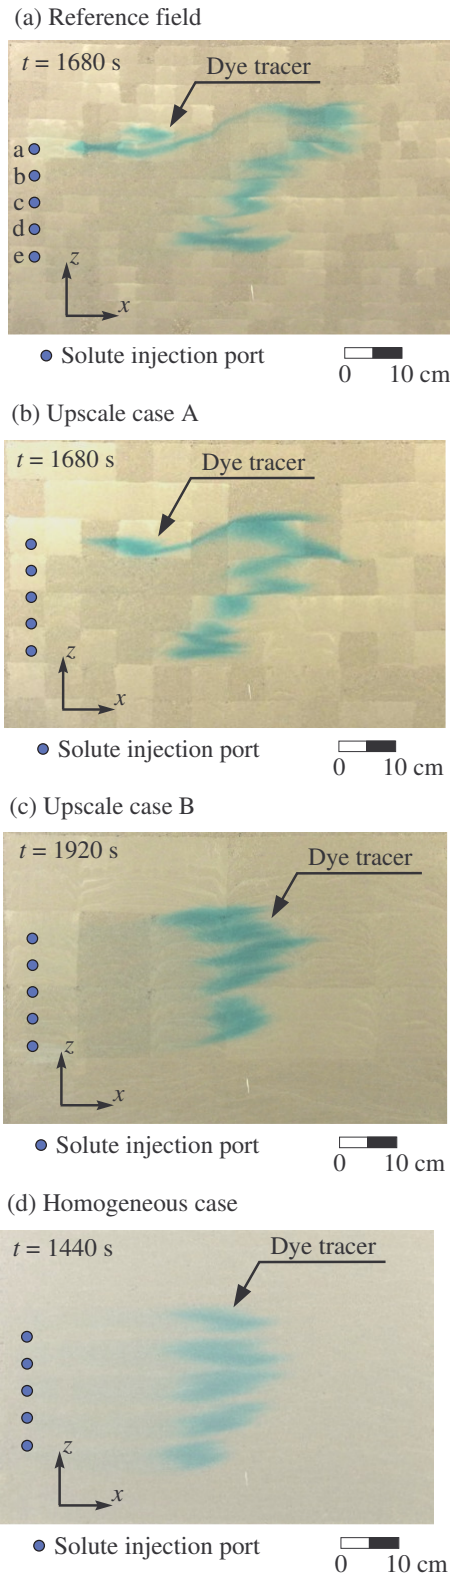 (a) Reference field
t = 1680 s
Dye tracer
a
b
c
d
e
z
x
Solute injection port
0 10 cm
(b) Upscale case A
t = 1680 s
Dye tracer
z
x
Solute injection port
0 10 cm
(c) Upscale case B
t = 1920 s
Dye tracer
z
x
Solute injection port
0 10 cm
(d) Homogeneous case
t = 1440 s
Dye tracer
z
x
Solute injection port
0 10 cm